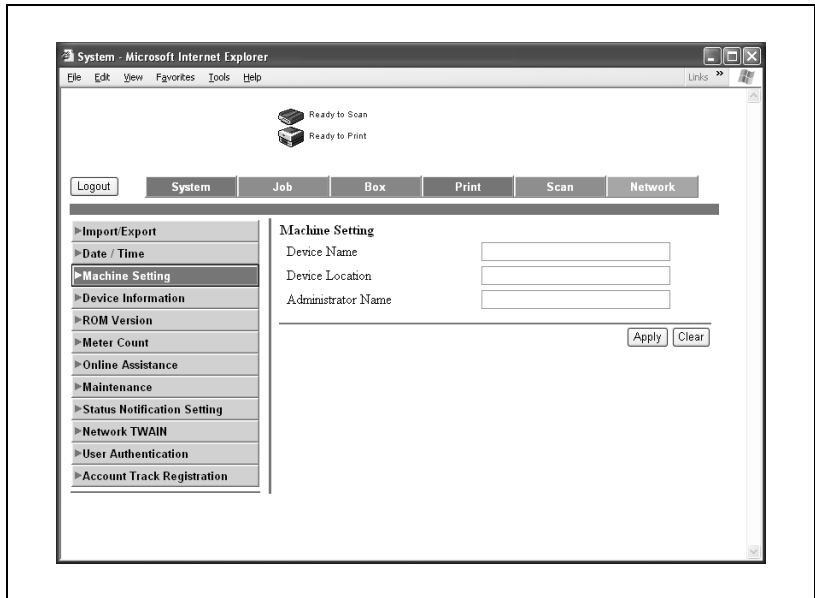 System - Microsoft Internet Explorer
File Edit View Favorites Tools Help
Links »
Ready to Scan
Ready to Print
Logout System Job Box Print Scan Network
Import/Export
Date / Time
Machine Setting
Device Information
ROM Version
Meter Count
Online Assistance
Maintenance
Status Notification Setting
Network TWAIN
User Authentication
Account Track Registration
Machine Setting
Device Name
Device Location
Administrator Name
Apply Clear